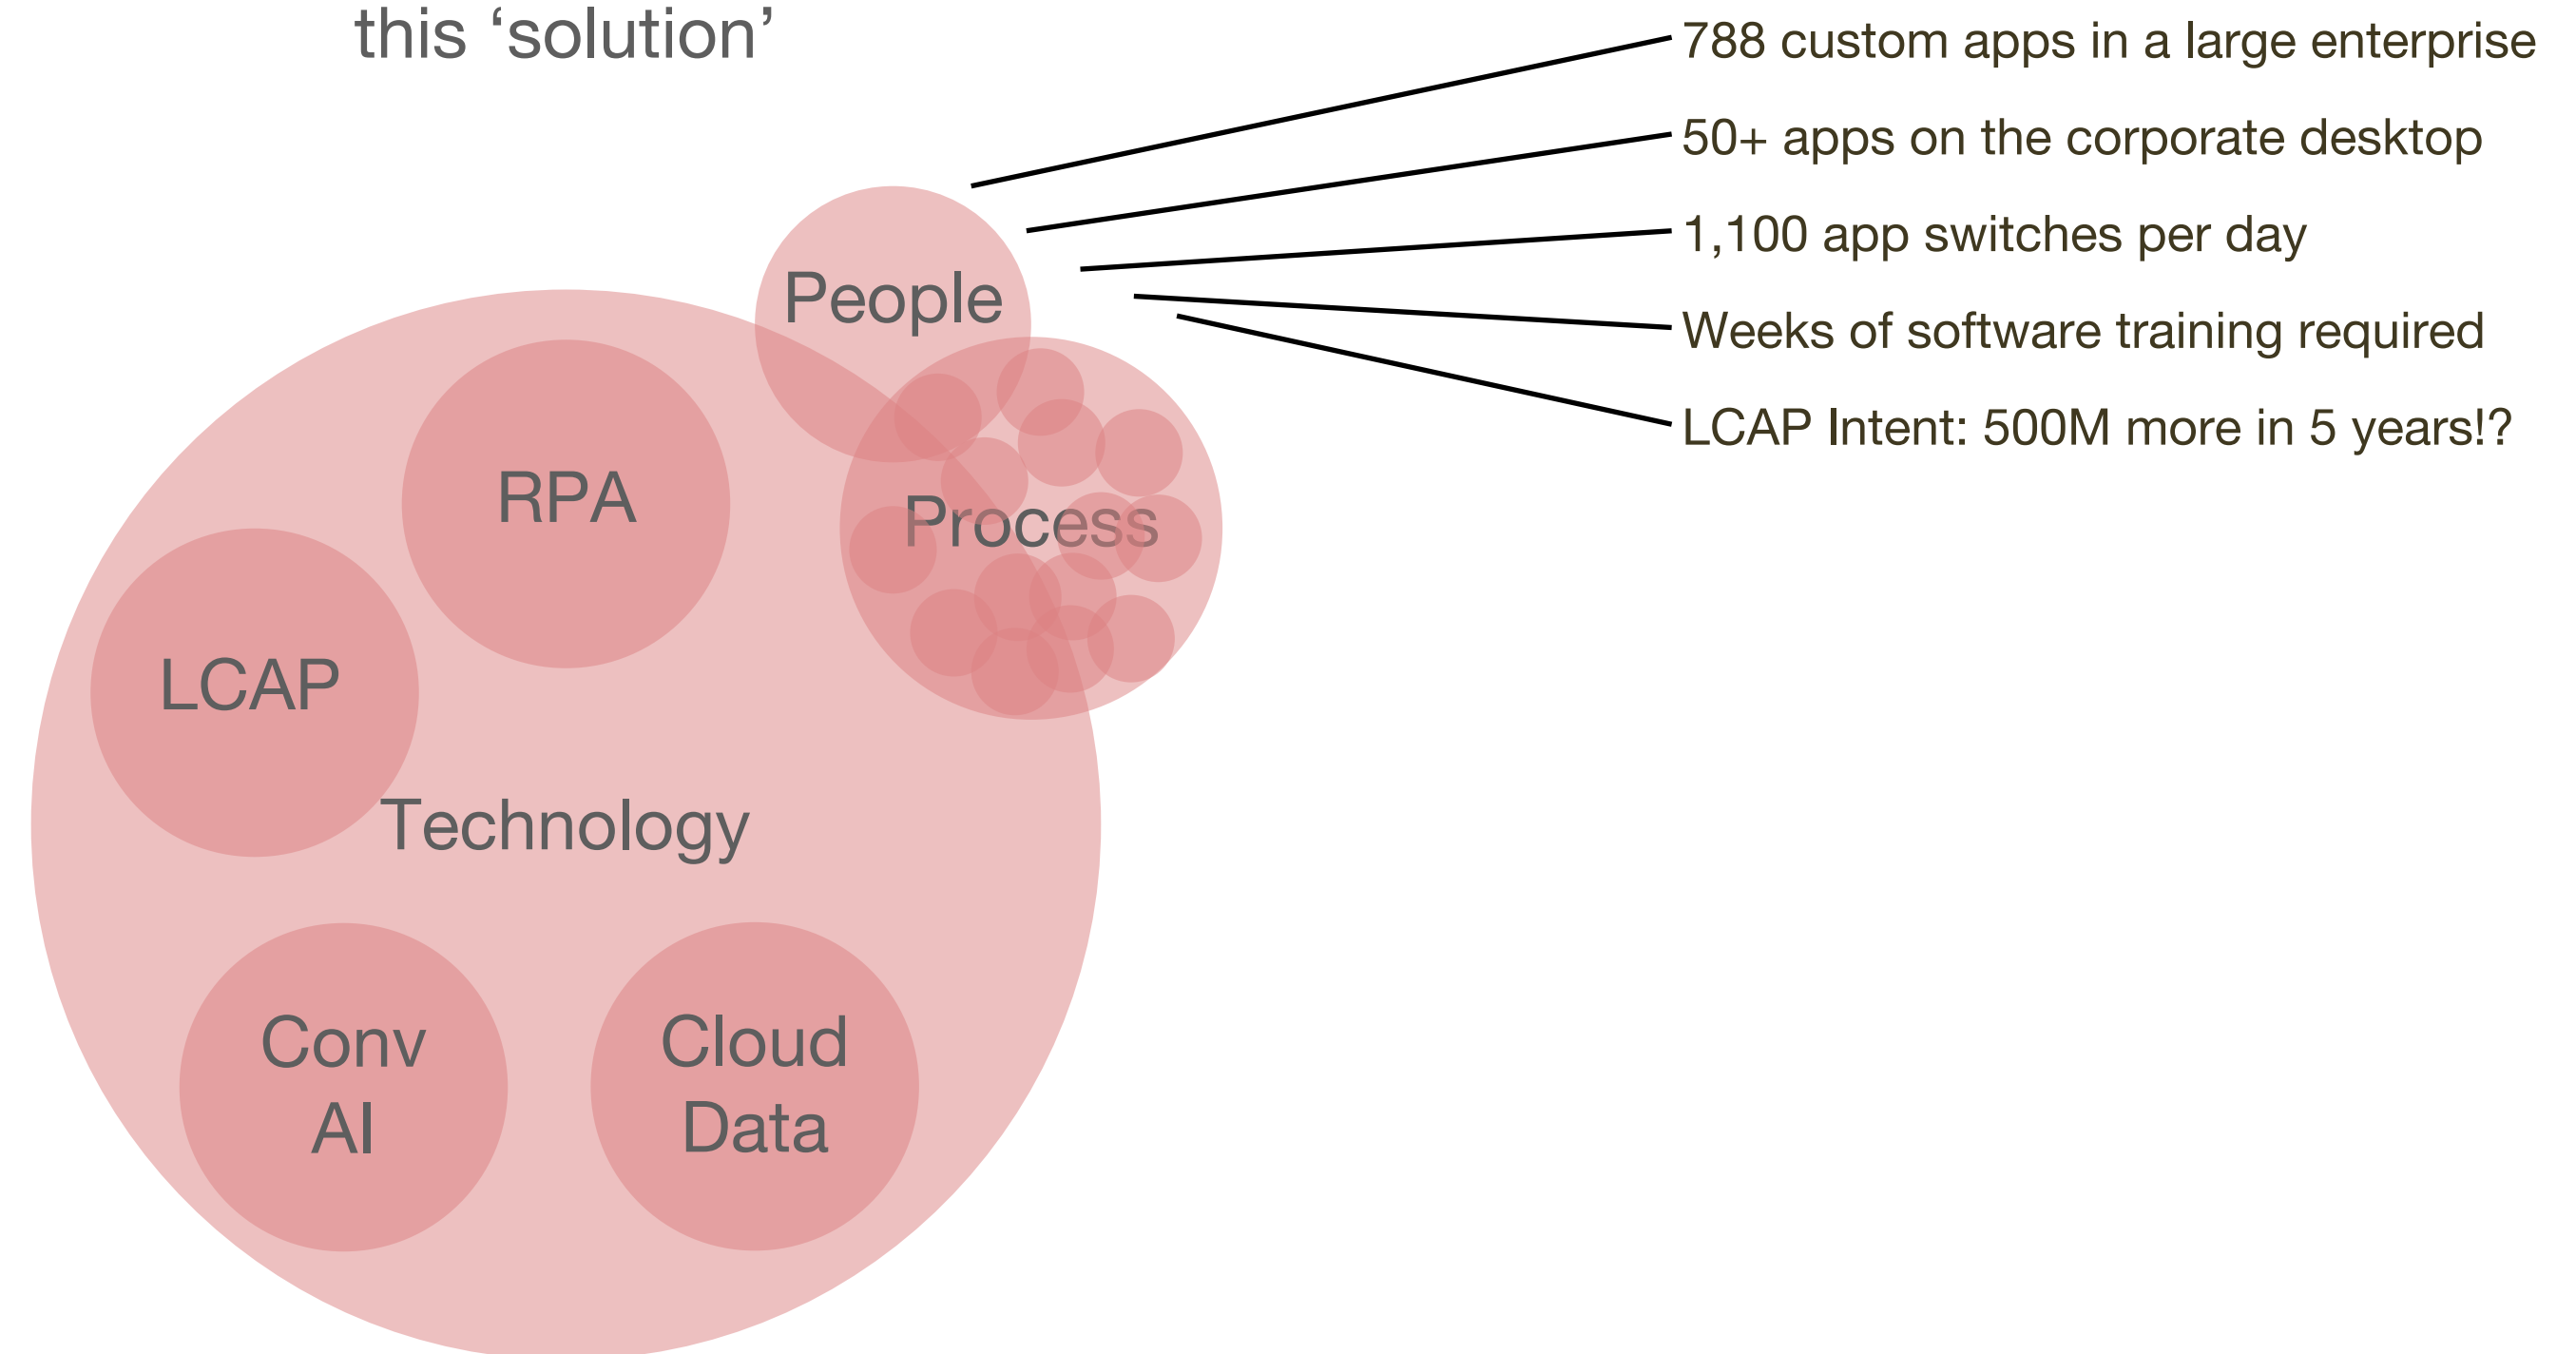 this ‘solution’
788 custom apps in a large enterprise
50+ apps on the corporate desktop
1,100 app switches per day
Weeks of software training required
LCAP Intent: 500M more in 5 years!?
People
RPA
Process
LCAP
Technology
Conv
AI
Cloud
Data